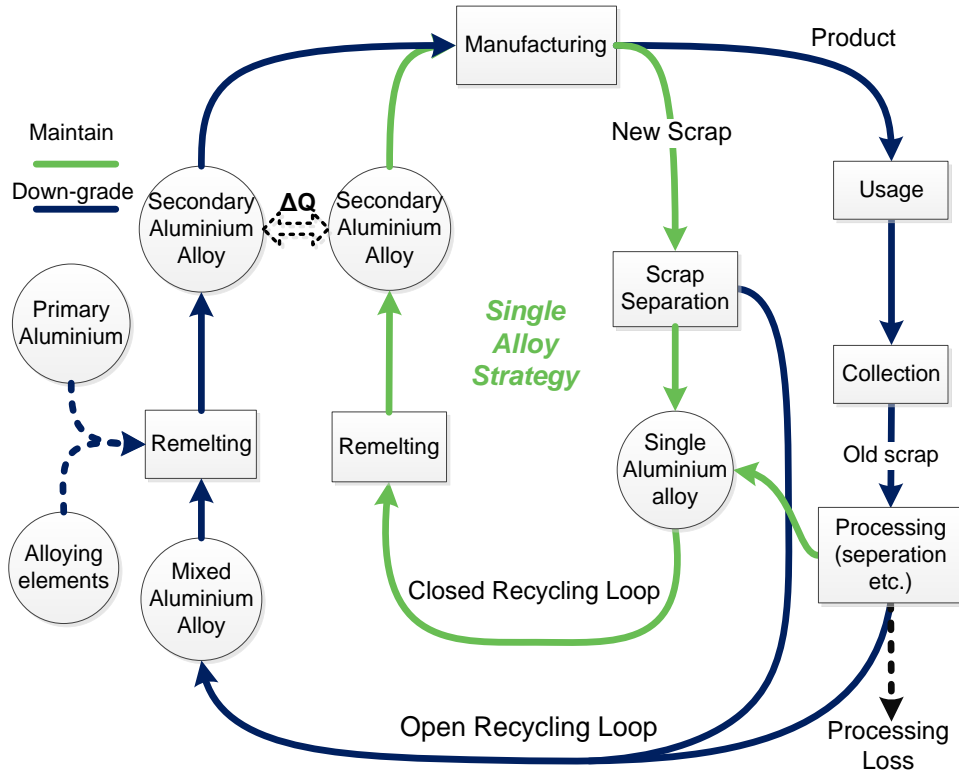 Manufacturing
Product
Maintain
Down-grade
New Scrap
Secondary
Aluminium
Alloy
ΔQ
Secondary
Aluminium
Alloy
Usage
Scrap
Separation
Primary
Aluminium
Single
Alloy
Strategy
Collection
Remelting
Remelting
Single
Aluminium
alloy
Old scrap
Alloying
elements
Mixed
Aluminium
Alloy
Processing
(seperation
etc.)
Closed Recycling Loop
Open Recycling Loop
Processing
Loss